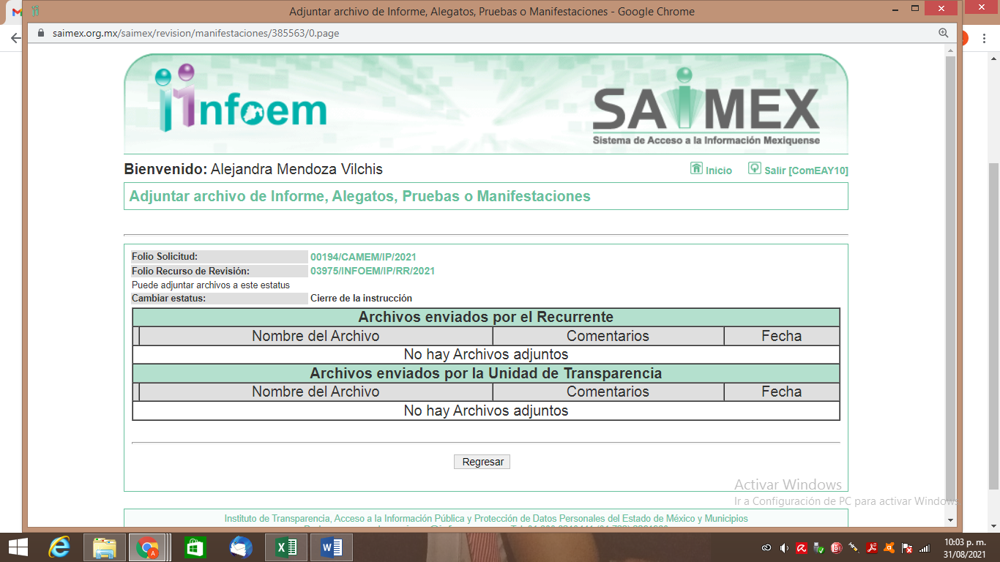 Adjuntar archivo de Informe, Alegatos, Pruebas o Manifestaciones - Google Chrome
saimex.org.mx/saimex/revision/manifestaciones/385563/0.page
infoem
SAIMEX
Sistema de Acceso a la Información Mexiquense
Bienvenido: Alejandra Mendoza Vilchis
Inicio Salir [ComEAY10]
Adjuntar archivo de Informe, Alegatos, Pruebas o Manifestaciones
Folio Solicitud: 00194/CAMEM/IP/2021
Folio Recurso de Revisión: 03975/INFOEM/IP/RR/2021
Puede adjuntar archivos a este estatus
Cambiar estatus: Cierre de la instrucción
Archivos enviados por el Recurrente
Nombre del Archivo Comentarios Fecha
No hay Archivos adjuntos
Archivos enviados por la Unidad de Transparencia
Nombre del Archivo Comentarios Fecha
No hay Archivos adjuntos
Regresar
Activar Windows
Ir a Configuración de PC para activar Windows
Instituto de Transparencia, Acceso a la Información Pública y Protección de Datos Personales del Estado de México y Municipios
10:03 p. m.
31/08/2021